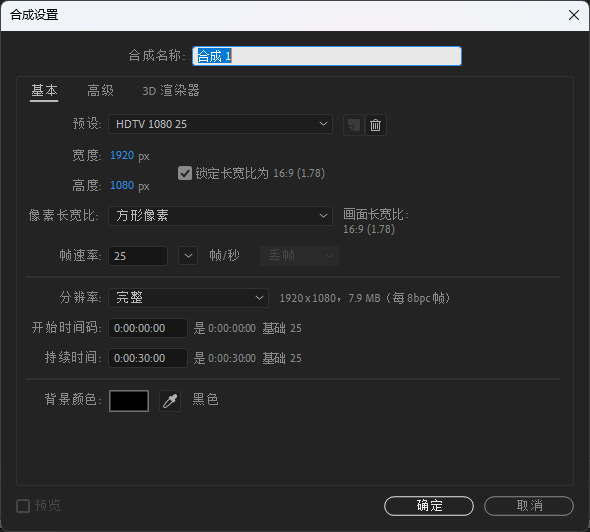 合成设置
合成名称: 合成 1
基本 高级 3D 渲染器
预设: HDTV 1080 25
宽度: 1920 px
锁定长宽比为 16:9 (1.78)
高度: 1080 px
像素长宽比: 方形像素
画面长宽比:
16:9 (1.78)
帧速率: 25 帧/秒 丢帧
分辨率: 完整 1920 x 1080，7.9 MB（每 8bpc 帧）
开始时间码: 0:00:00:00 是 0:00:00:00 基础 25
持续时间: 0:00:30:00 是 0:00:30:00 基础 25
背景颜色: 黑色
预览 确定 取消